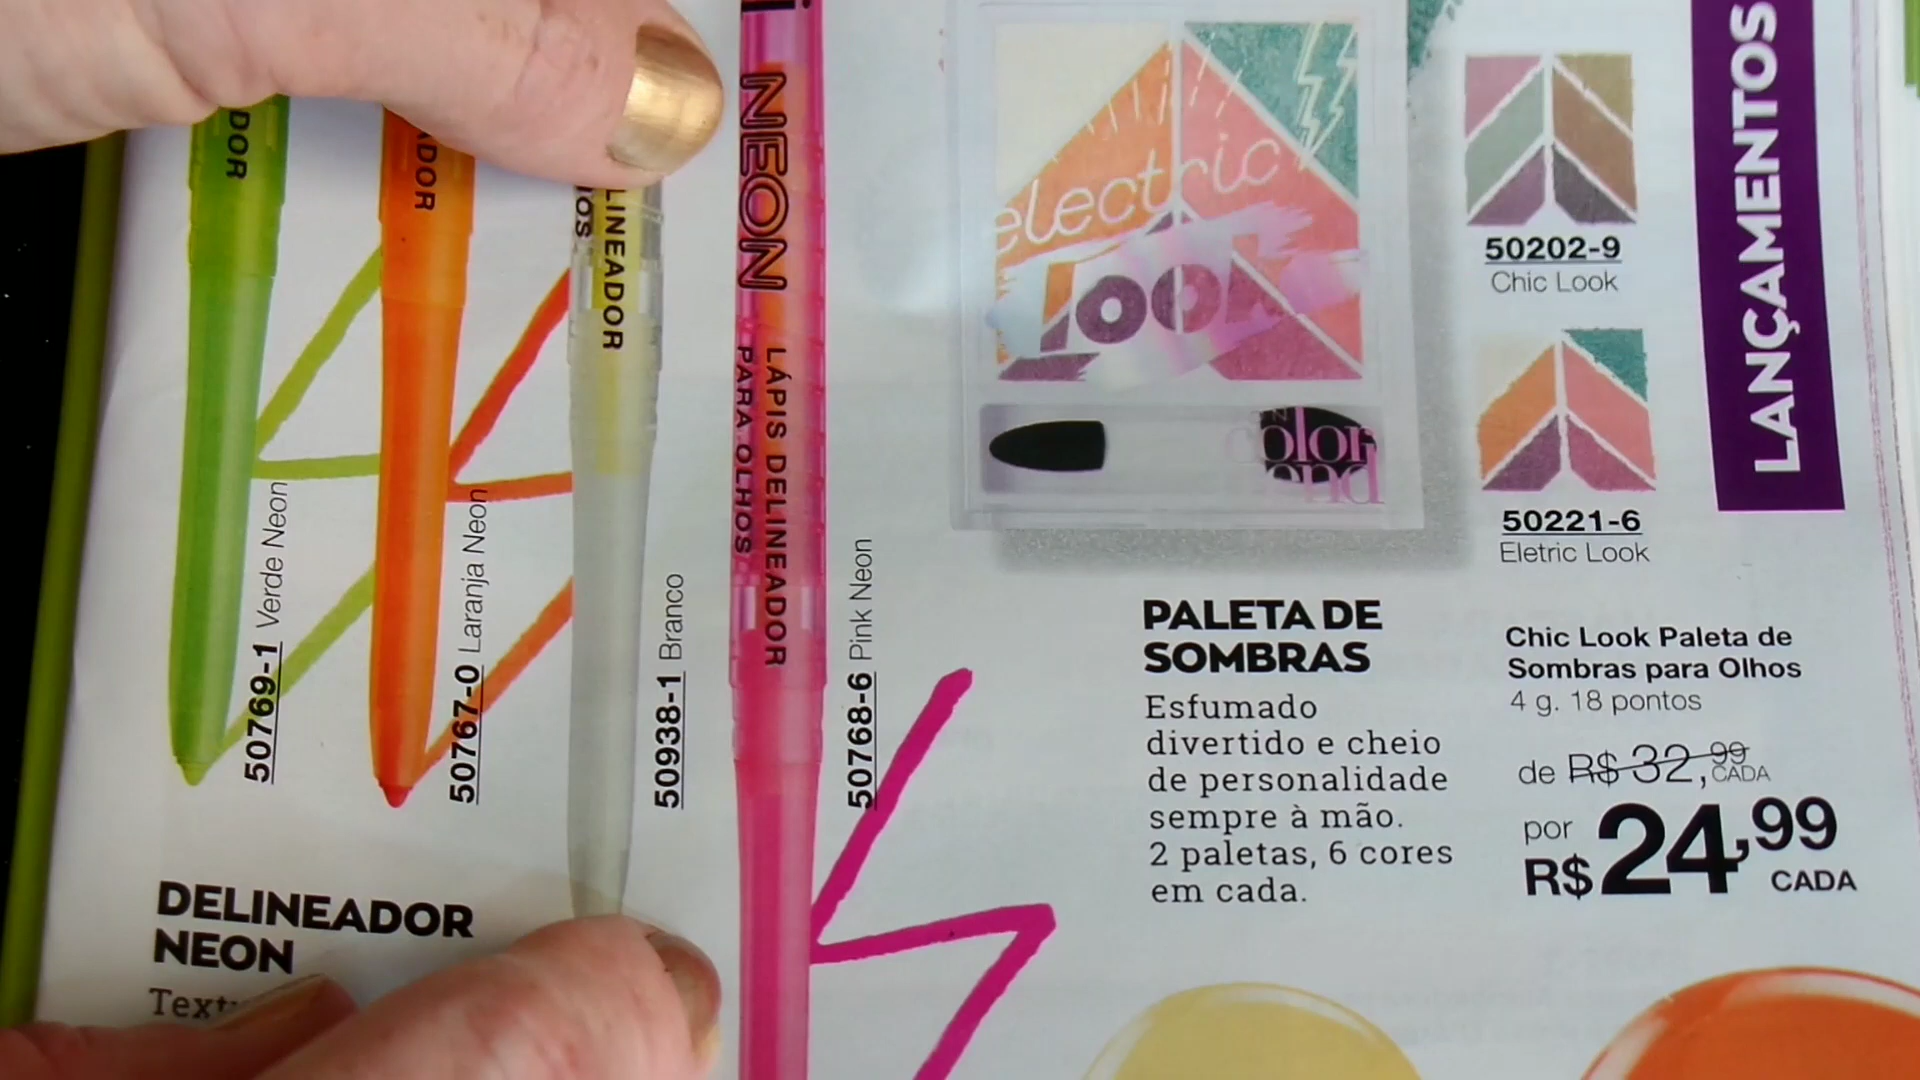 DOR
ADOR
LINEADOR
IOS
NEON
LÁPIS DELINEADOR
PARA OLHOS
50769-1 Verde Neon
50767-0 Laranja Neon
50938-1 Branco
50768-6 Pink Neon
DELINEADOR
NEON
electric
LOOK
color
PALETA DE
SOMBRAS
Esfumado
divertido e cheio
de personalidade
sempre à mão.
2 paletas, 6 cores
em cada.
50202-9
Chic Look
50221-6
Eletric Look
Chic Look Paleta de
Sombras para Olhos
4 g. 18 pontos
de R$ 32,99 CADA
por
R$ 24,99
CADA
LANÇAMENTOS